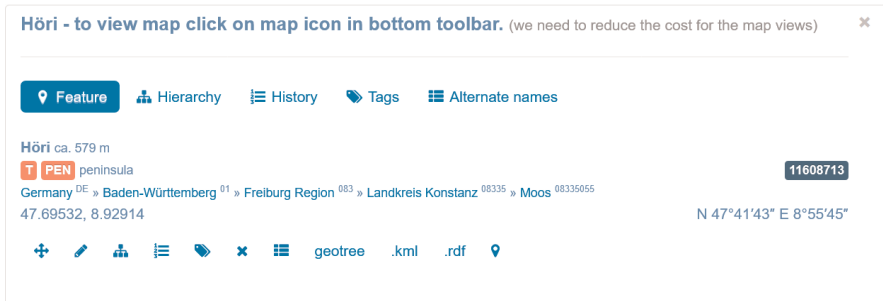 Höri - to view map click on map icon in bottom toolbar. (we need to reduce the cost for the map views) ×
Feature Hierarchy History Tags Alternate names
Höri ca. 579 m
T PEN peninsula 11608713
Germany DE » Baden-Württemberg 01 » Freiburg Region 083 » Landkreis Konstanz 08335 » Moos 08335055
47.69532, 8.92914 N 47°41′43″ E 8°55′45″
geotree .kml .rdf